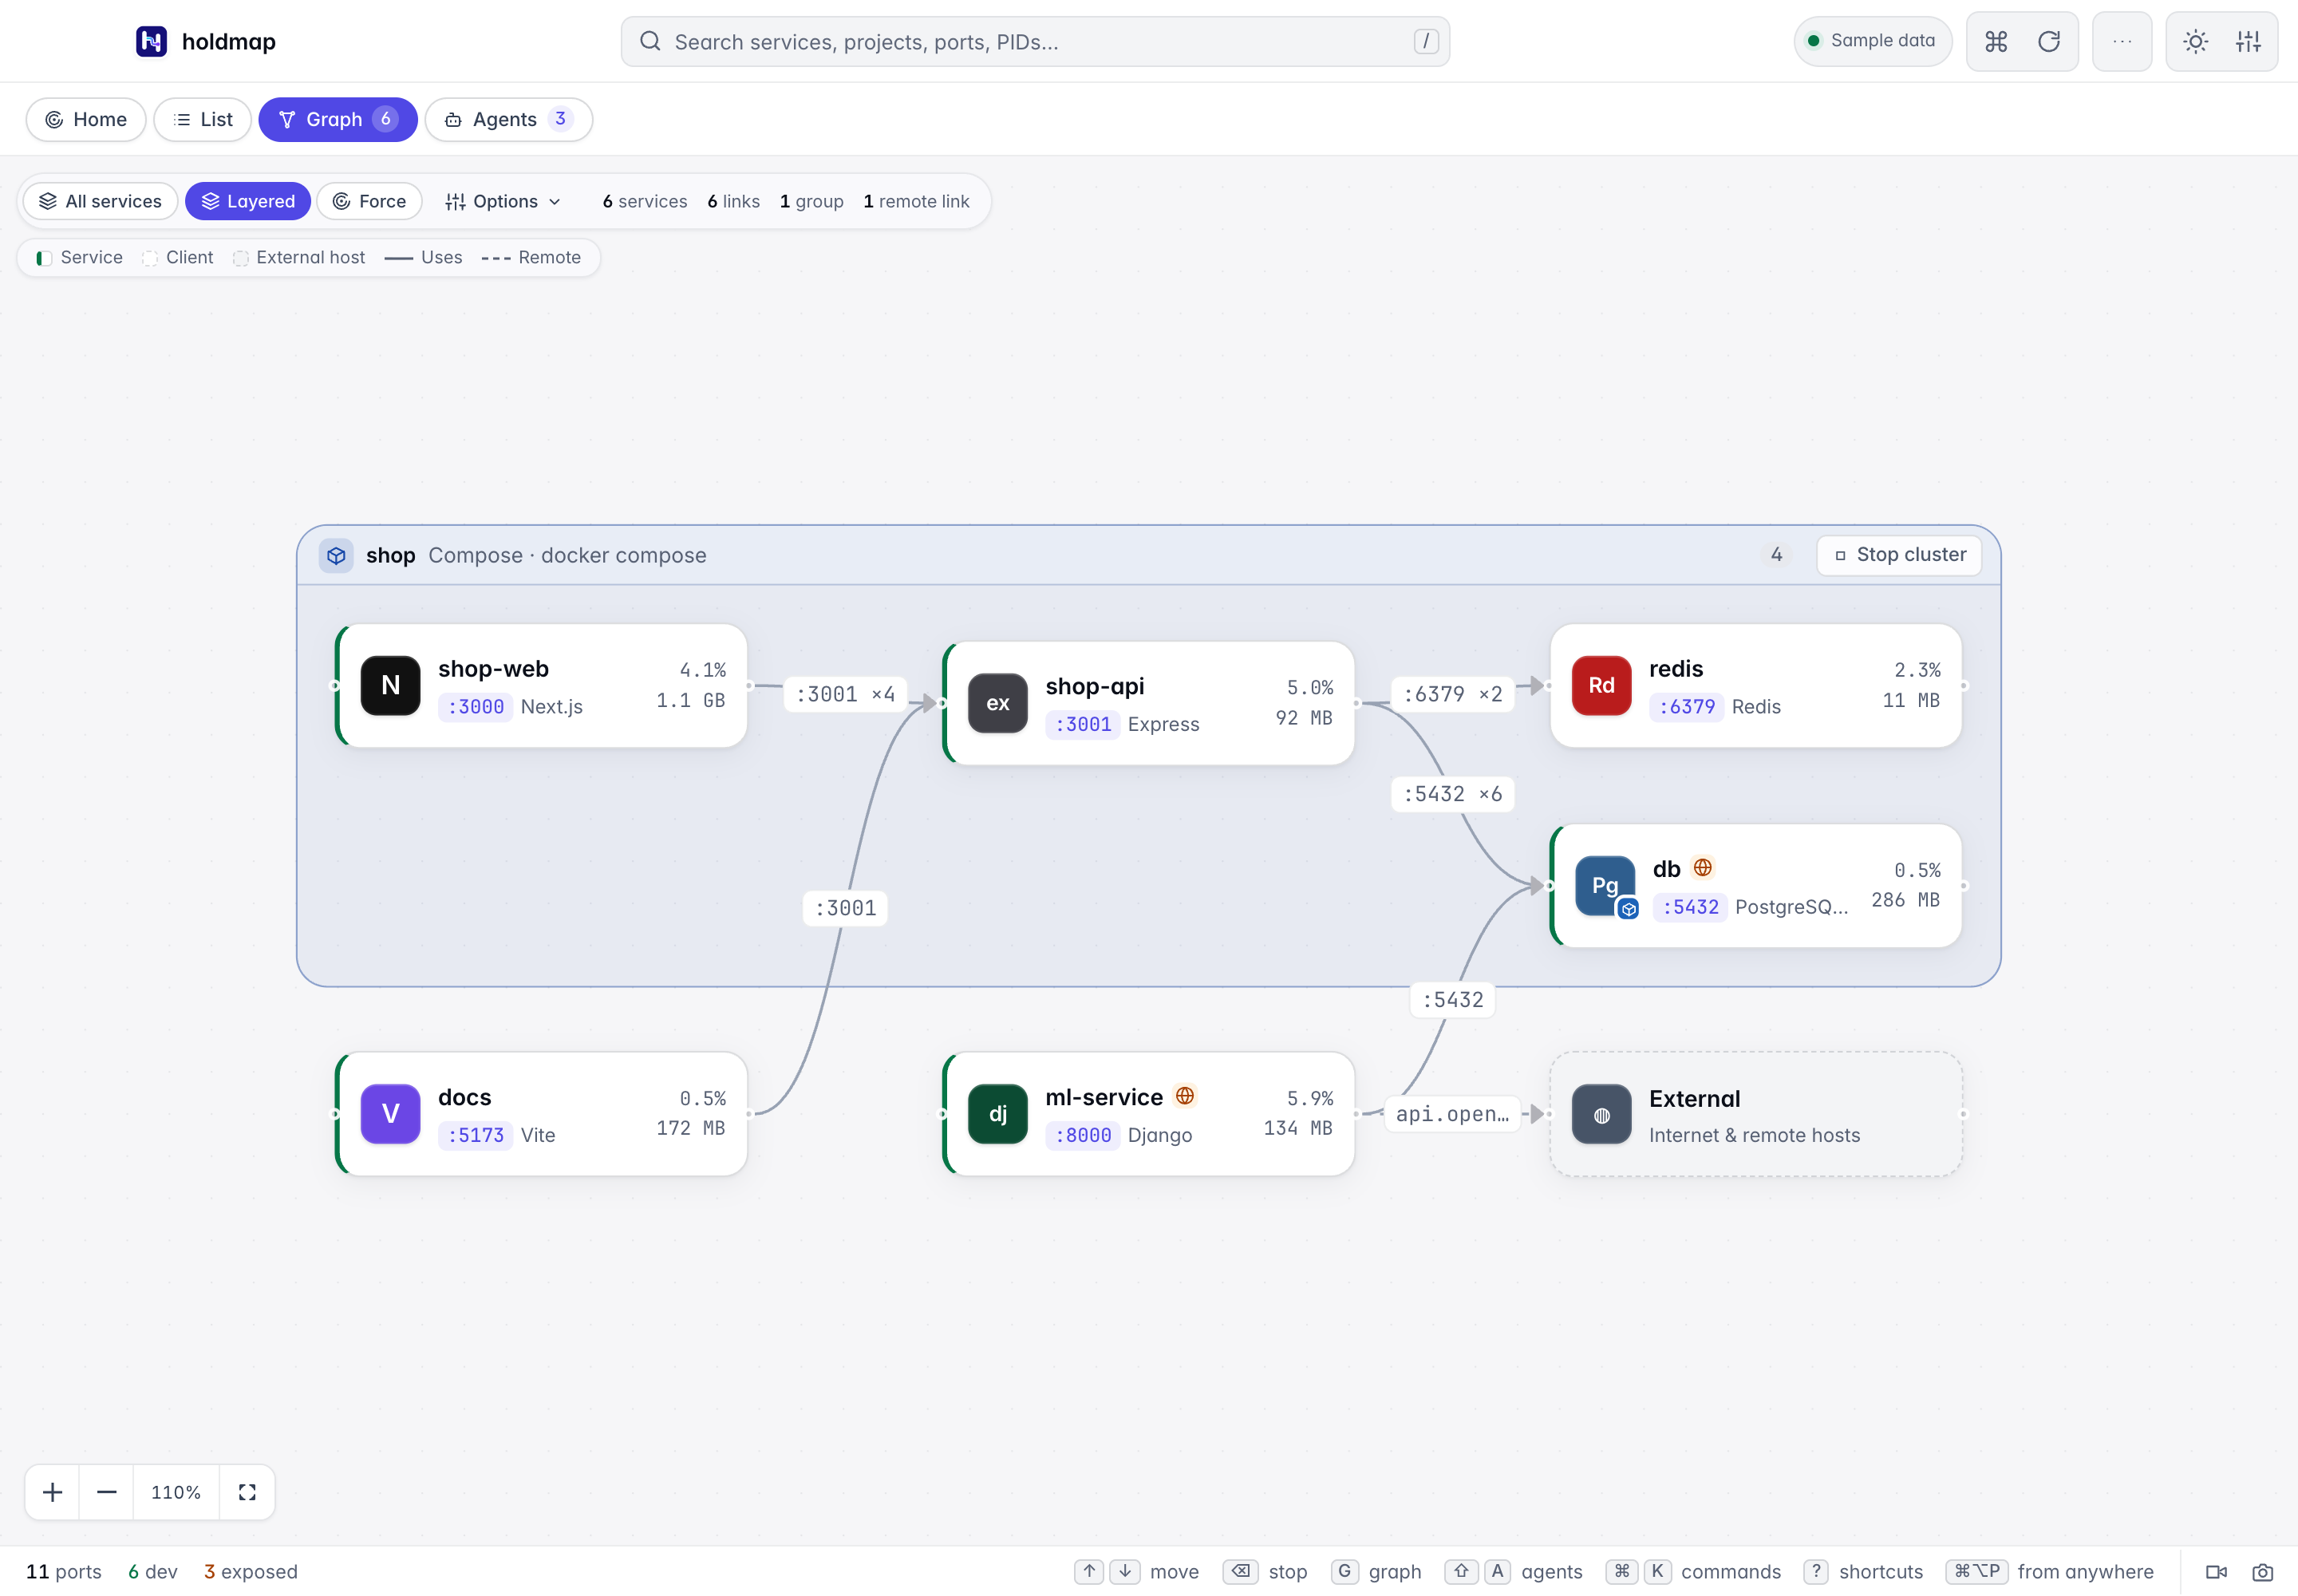 holdmap
Search services, projects, ports, PIDs... /
Sample data
Home
List
Graph 6
Agents 3
All services
Layered
Force
Options
6 services 6 links 1 group 1 remote link
Service Client External host Uses Remote
shop Compose · docker compose
4
Stop cluster
N
shop-web
:3000 Next.js
4.1%
1.1 GB
:3001 ×4
ex
shop-api
:3001 Express
5.0%
92 MB
:6379 ×2
Rd
redis
:6379 Redis
2.3%
11 MB
:5432 ×6
Pg
db
:5432 PostgreSQ...
0.5%
286 MB
:3001
:5432
V
docs
:5173 Vite
0.5%
172 MB
dj
ml-service
:8000 Django
5.9%
134 MB
api.open…
External
Internet & remote hosts
110%
11 ports 6 dev 3 exposed
↑ ↓ move ⌫ stop G graph ⇧ A agents ⌘ K commands ? shortcuts ⌘⌥P from anywhere